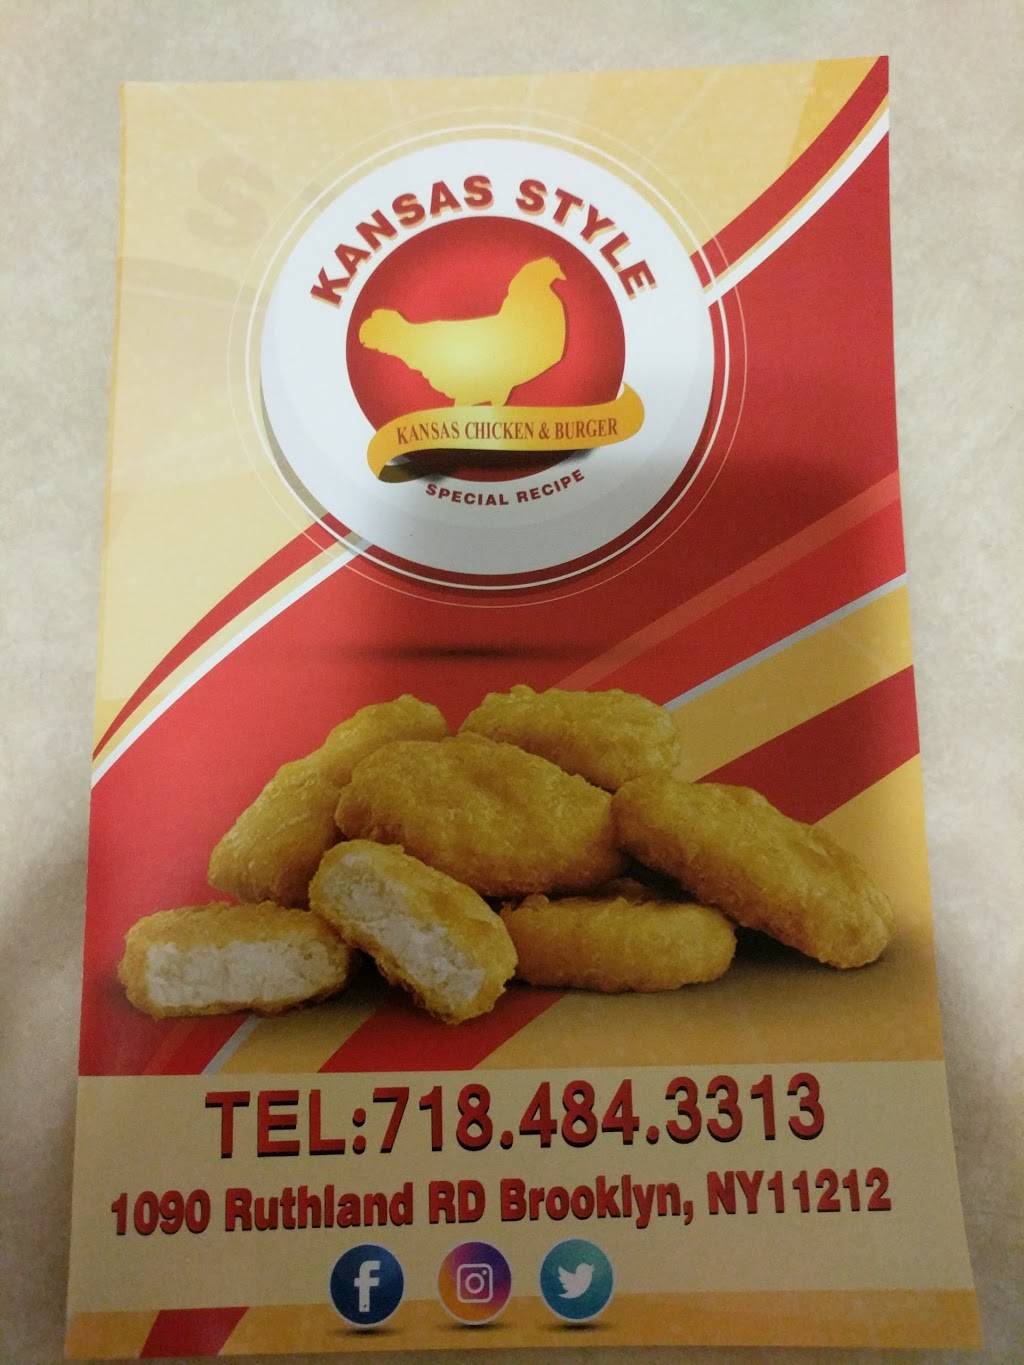 KANSAS STYLE
KANSAS CHICKEN & BURGER
SPECIAL RECIPE
TEL:718.484.3313
1090 Ruthland RD Brooklyn, NY11212